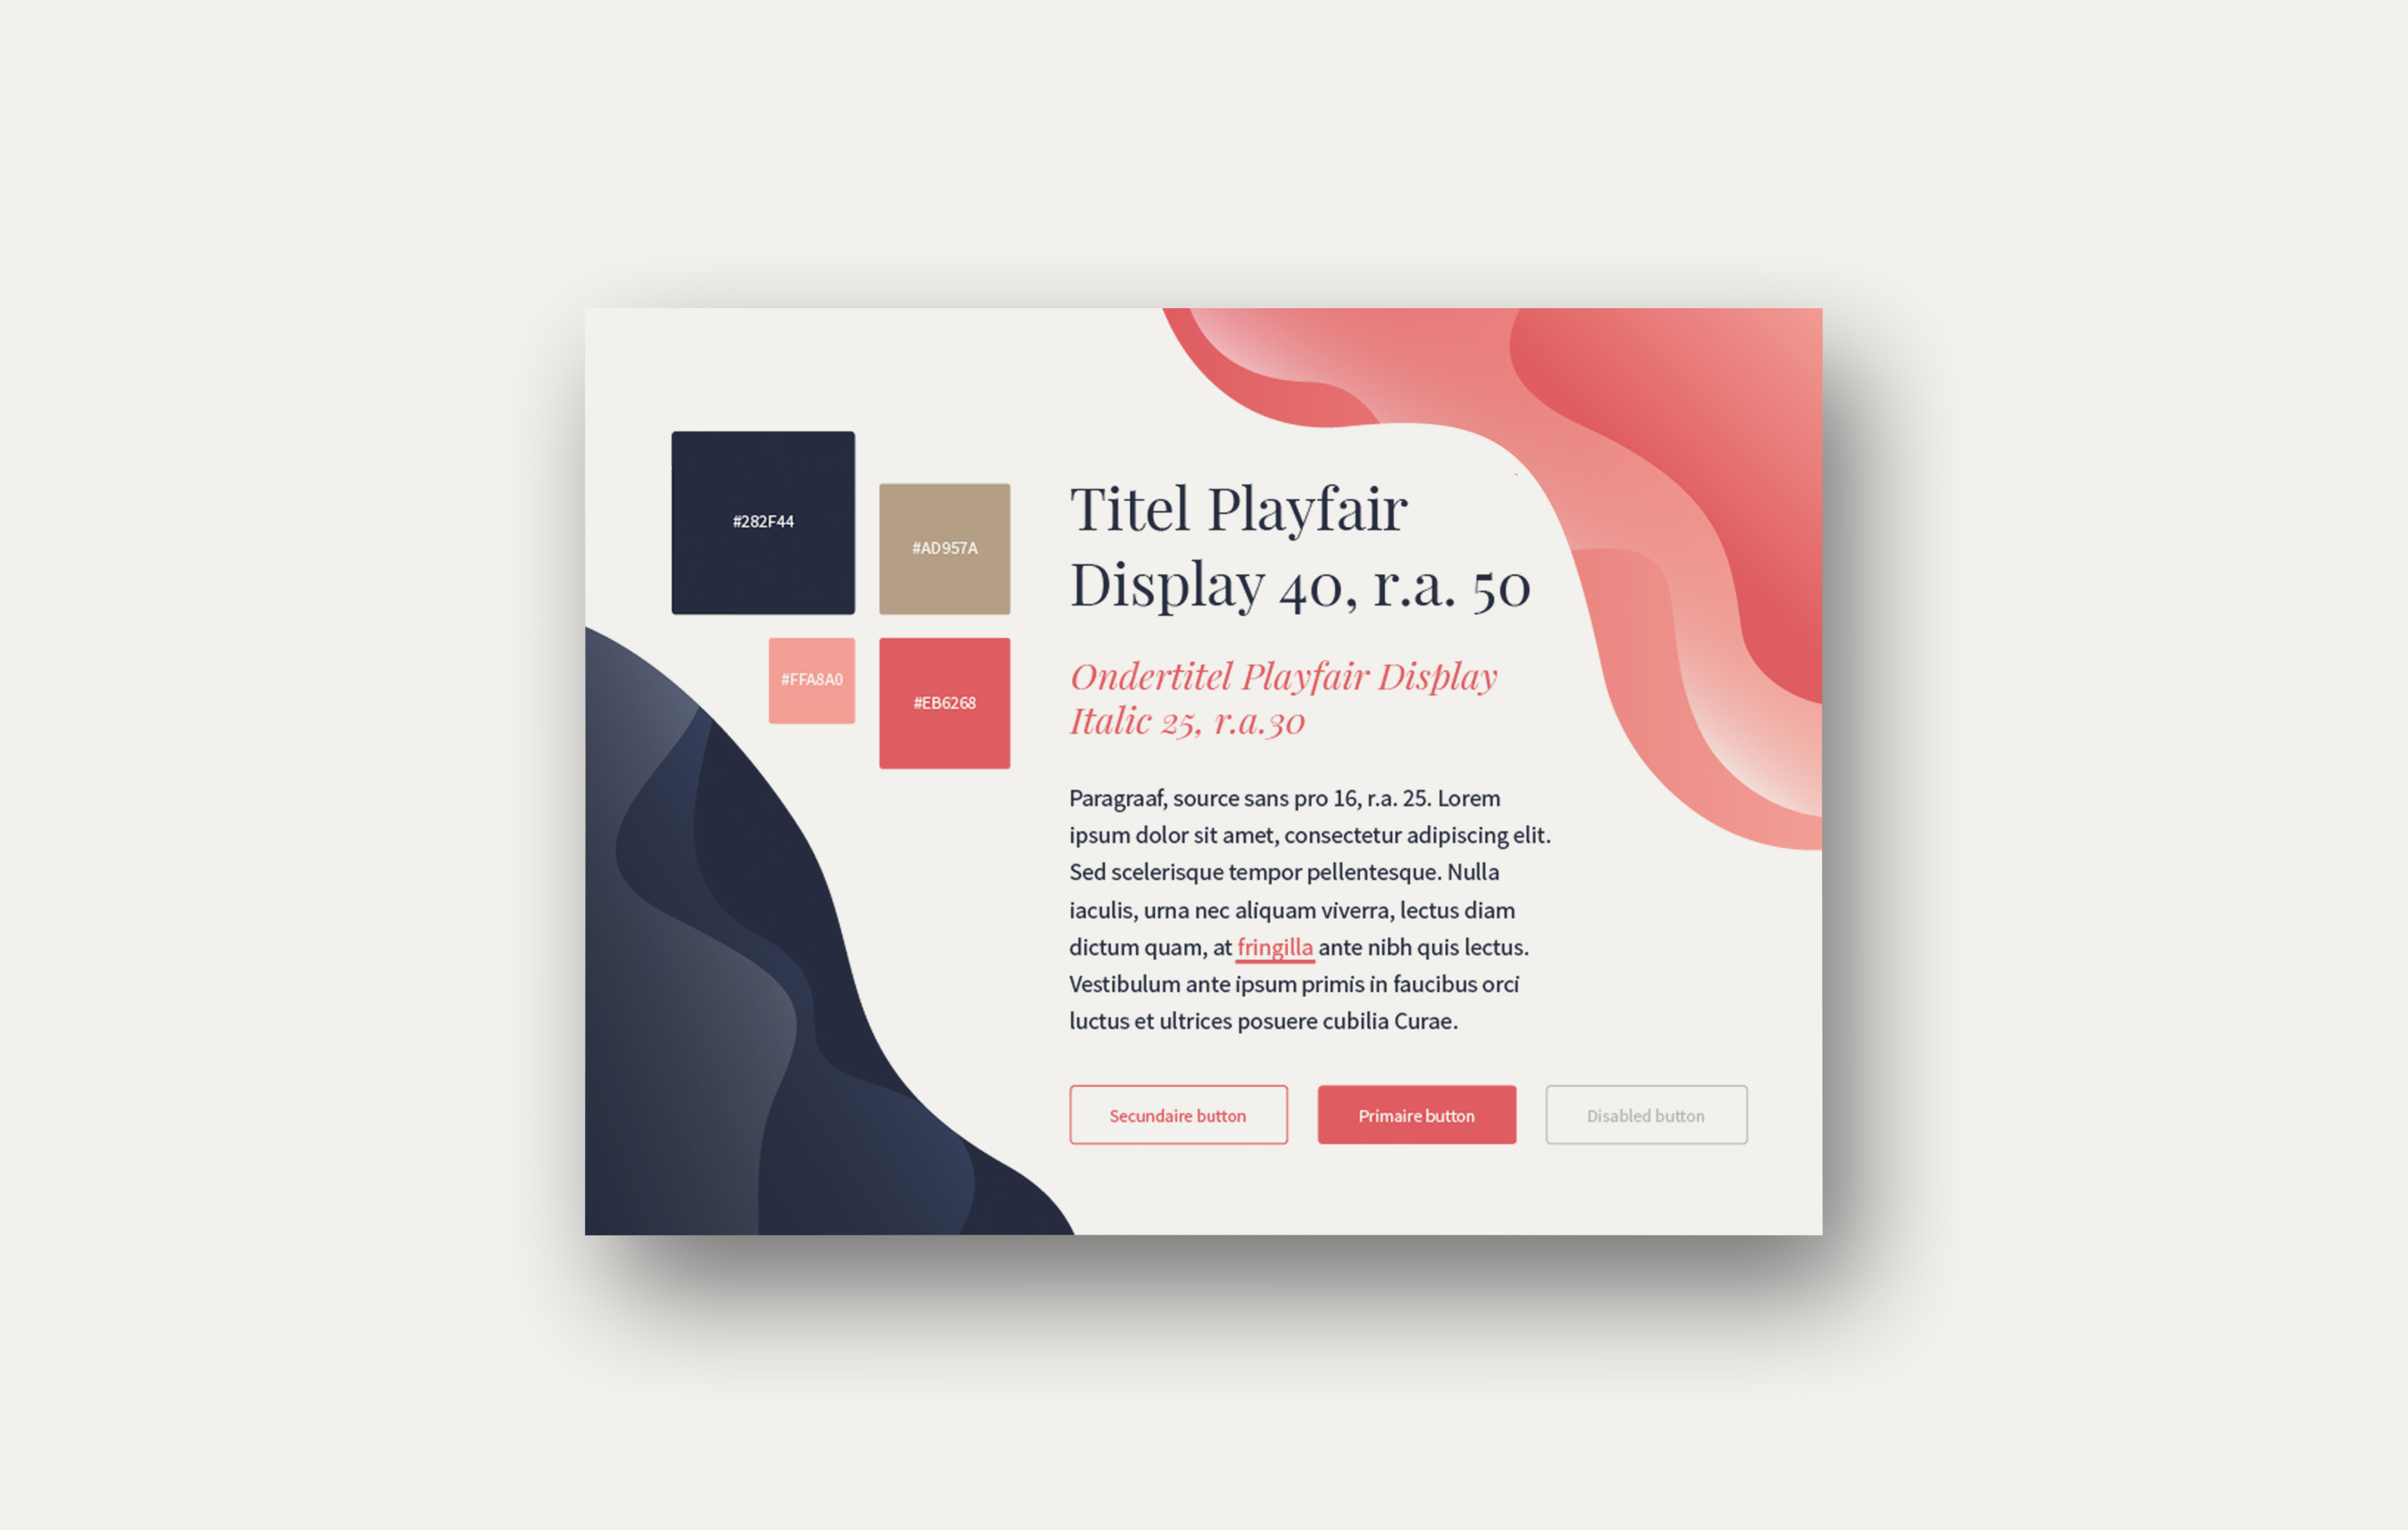 #282F44
#AD957A
#FFA8A0
#EB6268
Titel Playfair
Display 40, r.a. 50
Ondertitel Playfair Display
Italic 25, r.a.30
Paragraaf, source sans pro 16, r.a. 25. Lorem
ipsum dolor sit amet, consectetur adipiscing elit.
Sed scelerisque tempor pellentesque. Nulla
iaculis, urna nec aliquam viverra, lectus diam
dictum quam, at fringilla ante nibh quis lectus.
Vestibulum ante ipsum primis in faucibus orci
luctus et ultrices posuere cubilia Curae.
Secundaire button
Primaire button
Disabled button